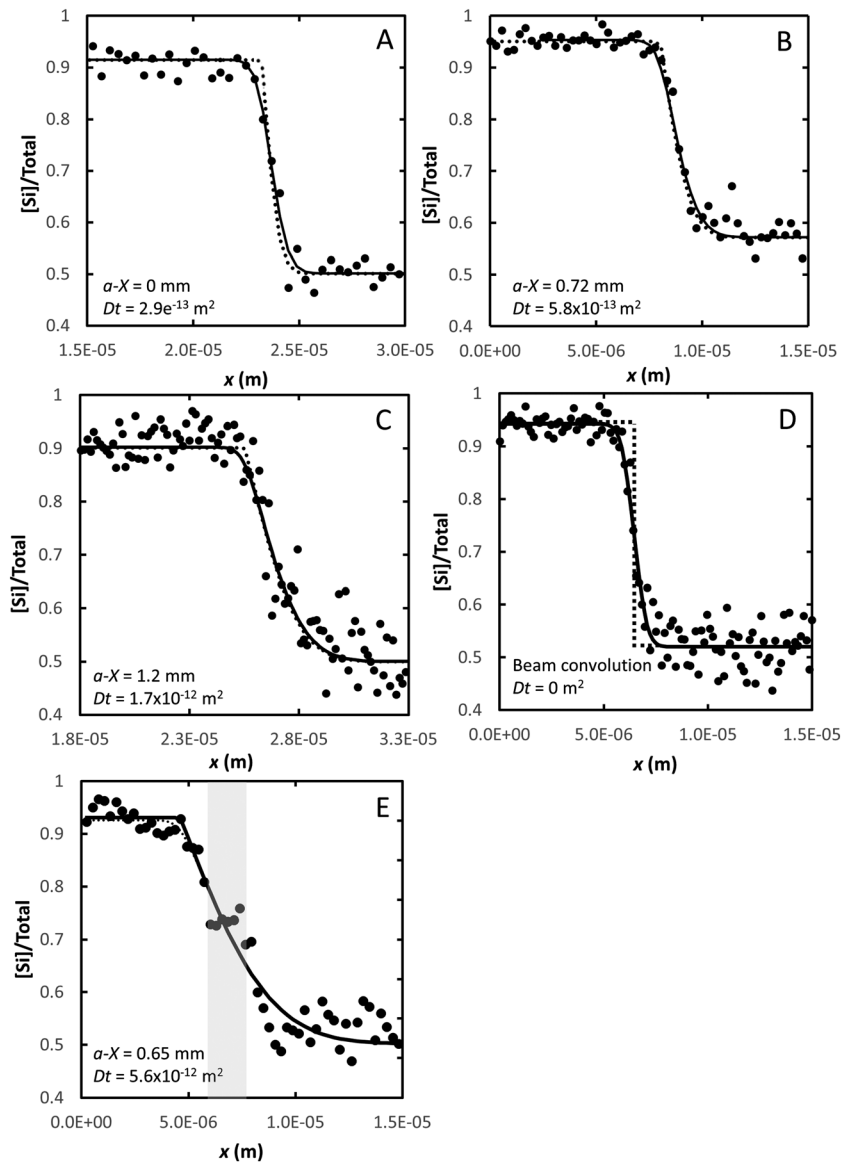 A
1
0.9
0.8
0.7
0.6
0.5
0.4
[Si]/Total
a-X = 0 mm
Dt = 2.9e⁻¹³ m²
1.5E-05 2.0E-05 2.5E-05 3.0E-05
x (m)
B
1
0.9
0.8
0.7
0.6
0.5
0.4
[Si]/Total
a-X = 0.72 mm
Dt = 5.8x10⁻¹³ m²
0.0E+00 5.0E-06 1.0E-05 1.5E-05
x (m)
C
1
0.9
0.8
0.7
0.6
0.5
0.4
[Si]/Total
a-X = 1.2 mm
Dt = 1.7x10⁻¹² m²
1.8E-05 2.3E-05 2.8E-05 3.3E-05
x (m)
D
1
0.9
0.8
0.7
0.6
0.5
0.4
[Si]/Total
Beam convolution
Dt = 0 m²
0.0E+00 5.0E-06 1.0E-05 1.5E-05
x (m)
E
1
0.9
0.8
0.7
0.6
0.5
0.4
[Si]/Total
a-X = 0.65 mm
Dt = 5.6x10⁻¹² m²
0.0E+00 5.0E-06 1.0E-05 1.5E-05
x (m)